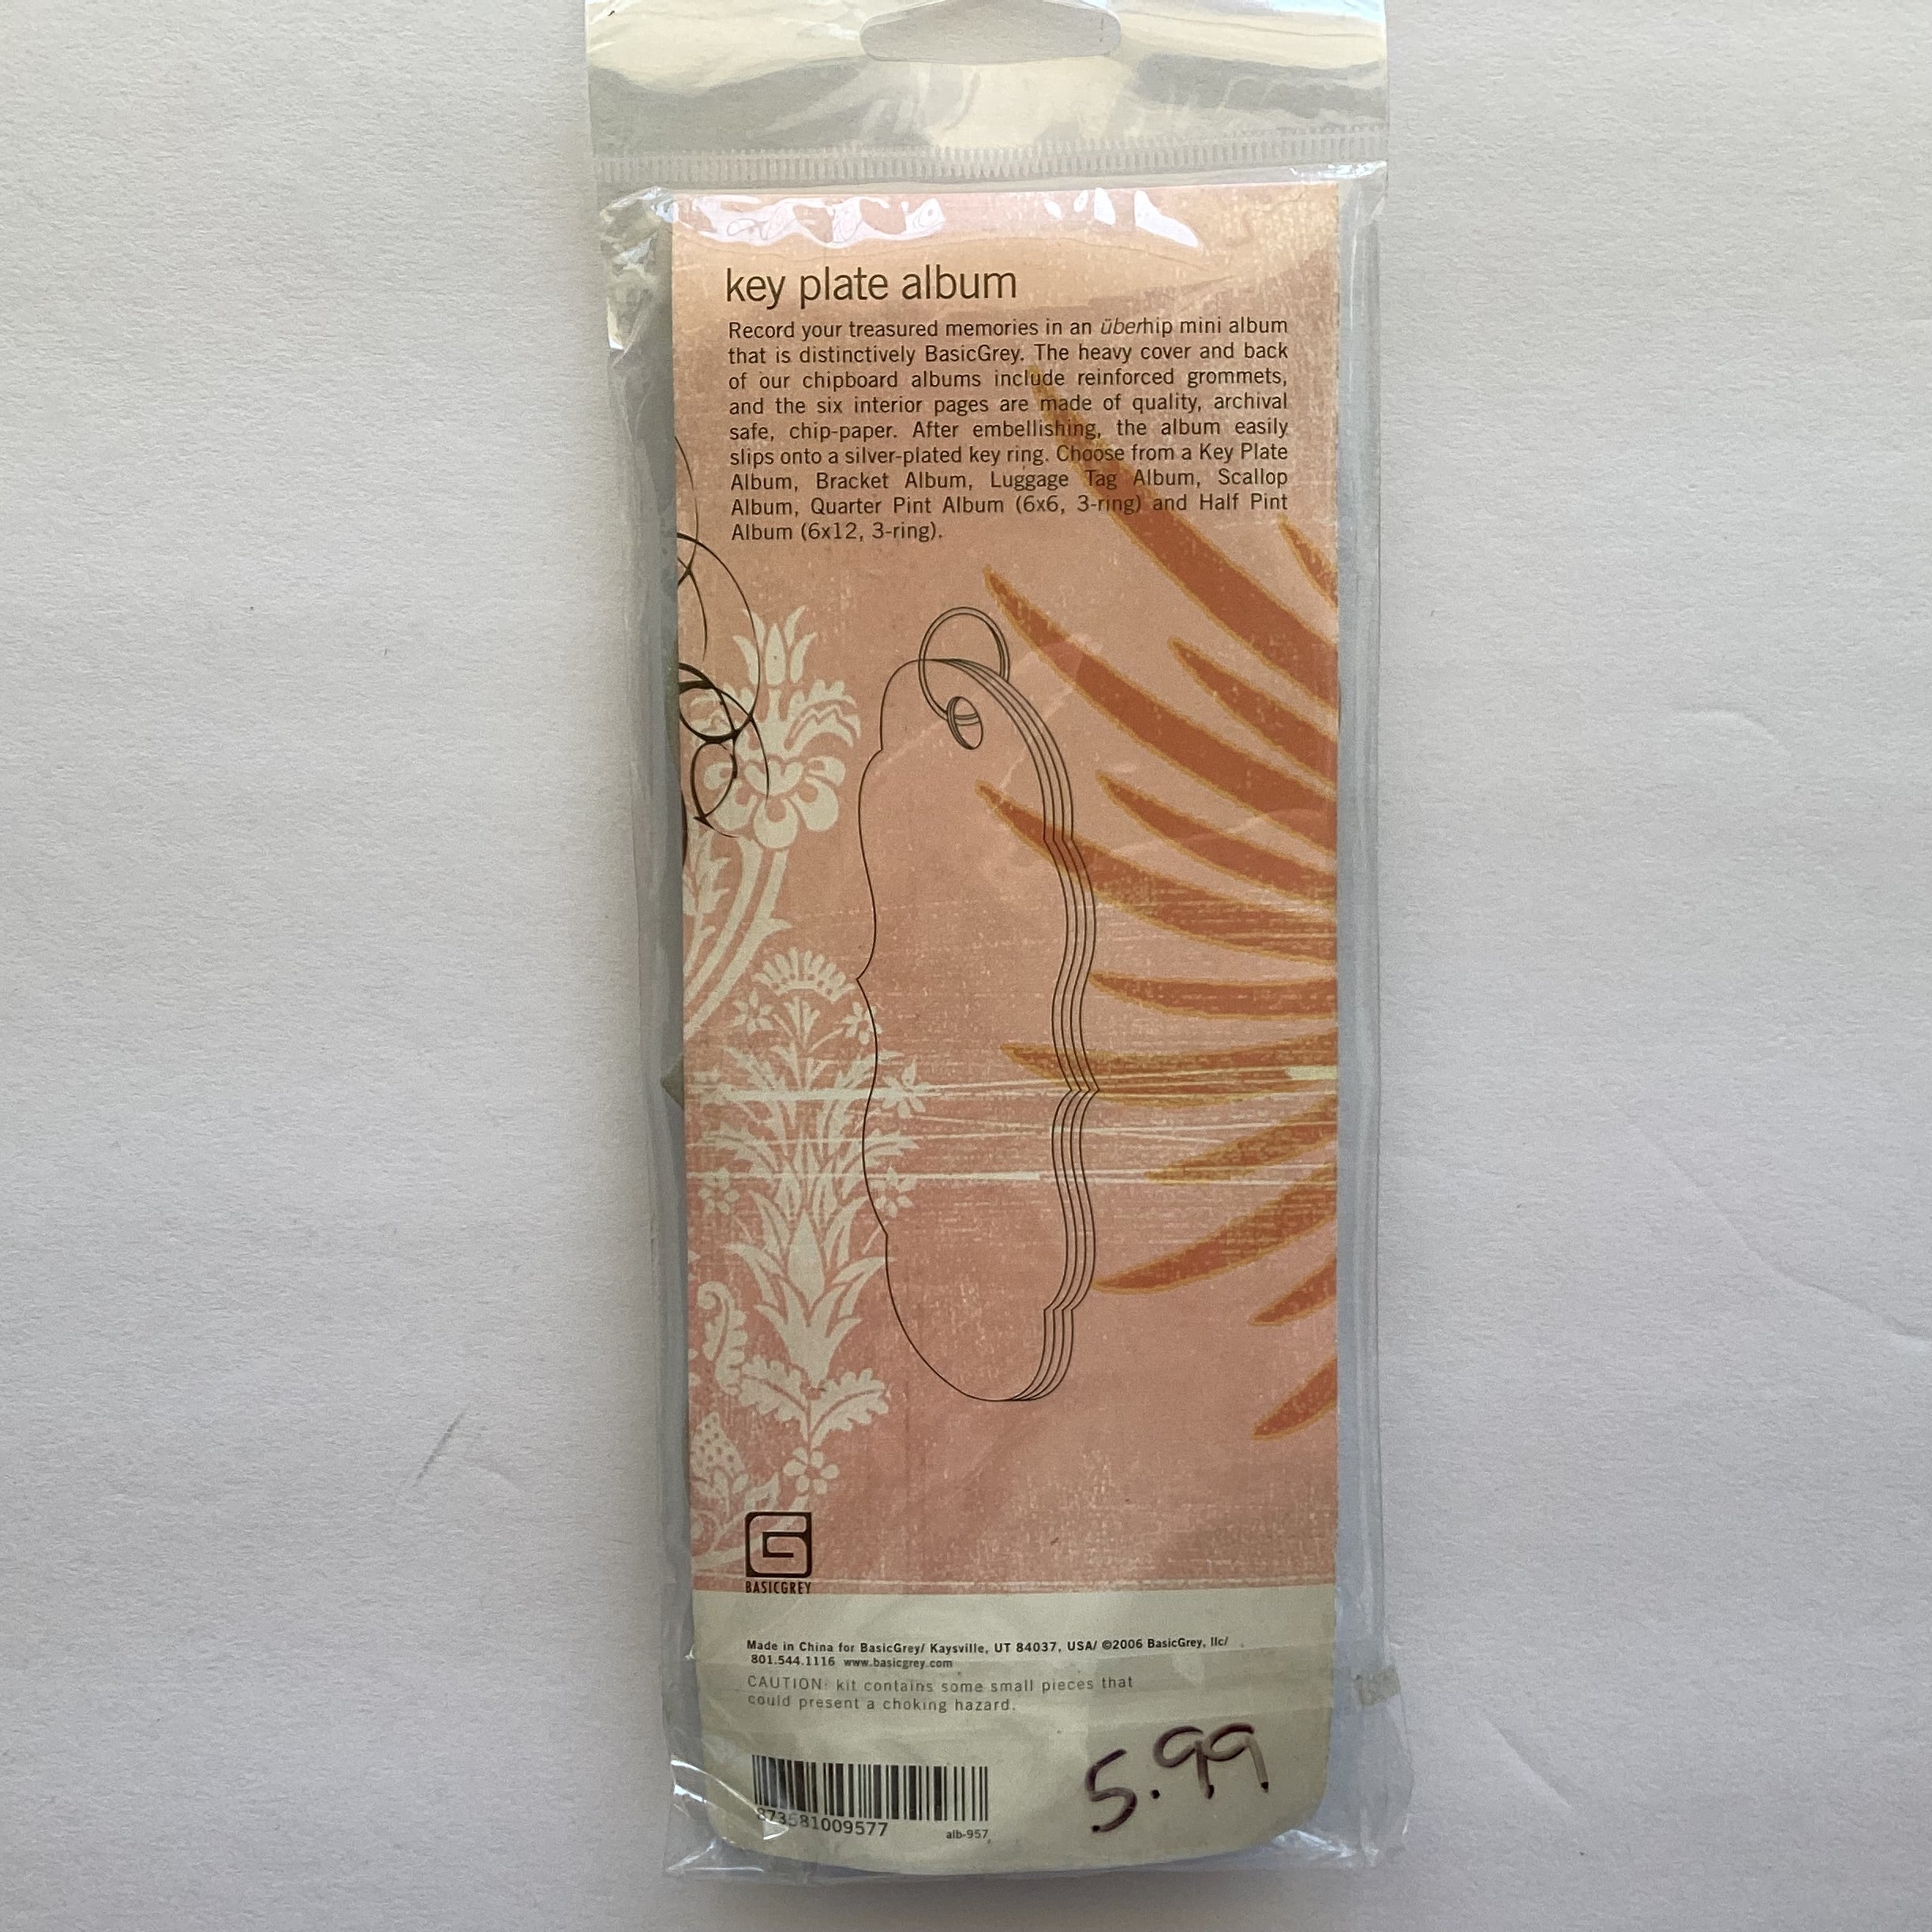 key plate album
Record your treasured memories in an überhip mini album
that is distinctively BasicGrey. The heavy cover and back
of our chipboard albums include reinforced grommets,
and the six interior pages are made of quality, archival
safe, chip-paper. After embellishing, the album easily
slips onto a silver-plated key ring. Choose from a Key Plate
Album, Bracket Album, Luggage Tag Album, Scallop
Album, Quarter Pint Album (6x6, 3-ring) and Half Pint
Album (6x12, 3-ring).
BASICGREY
Made in China for BasicGrey/ Kaysville, UT 84037, USA/ ©2006 BasicGrey, llc/
801.544.1116 www.basicgrey.com
CAUTION: kit contains some small pieces that
could present a choking hazard.
5.99
873581009577
alb-957